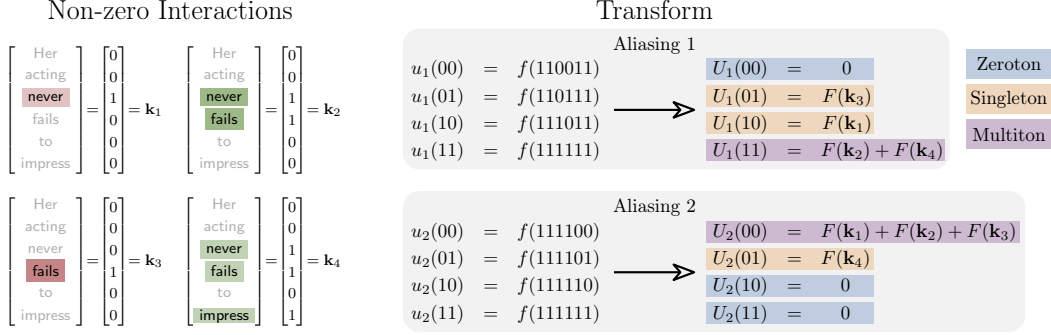 Non-zero Interactions
Her
acting
never
fails
to
impress
=
0
0
1
0
0
0
= k₁
Her
acting
never
fails
to
impress
=
0
0
1
1
0
0
= k₂
Her
acting
never
fails
to
impress
=
0
0
0
1
0
0
= k₃
Her
acting
never
fails
to
impress
=
0
0
1
1
0
1
= k₄
Transform
Aliasing 1
u₁(00) = f(110011) U₁(00) = 0
u₁(01) = f(110111) U₁(01) = F(k₃)
u₁(10) = f(111011) U₁(10) = F(k₁)
u₁(11) = f(111111) U₁(11) = F(k₂) + F(k₄)
Aliasing 2
u₂(00) = f(111100) U₂(00) = F(k₁) + F(k₂) + F(k₃)
u₂(01) = f(111101) U₂(01) = F(k₄)
u₂(10) = f(111110) U₂(10) = 0
u₂(11) = f(111111) U₂(11) = 0
Zeroton
Singleton
Multiton